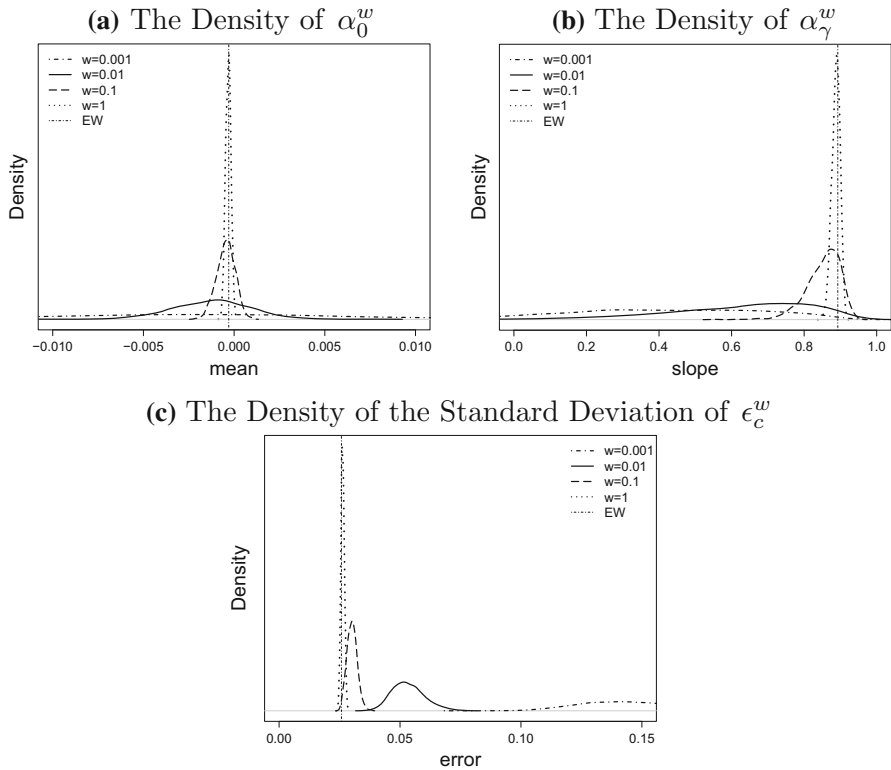 (a) The Density of α₀ʷ
w=0.001
w=0.01
w=0.1
w=1
EW
Density
−0.010 −0.005 0.000 0.005 0.010
mean
(b) The Density of αᵧʷ
w=0.001
w=0.01
w=0.1
w=1
EW
Density
0.0 0.2 0.4 0.6 0.8 1.0
slope
(c) The Density of the Standard Deviation of ϵ_c^w
w=0.001
w=0.01
w=0.1
w=1
EW
Density
0.00 0.05 0.10 0.15
error